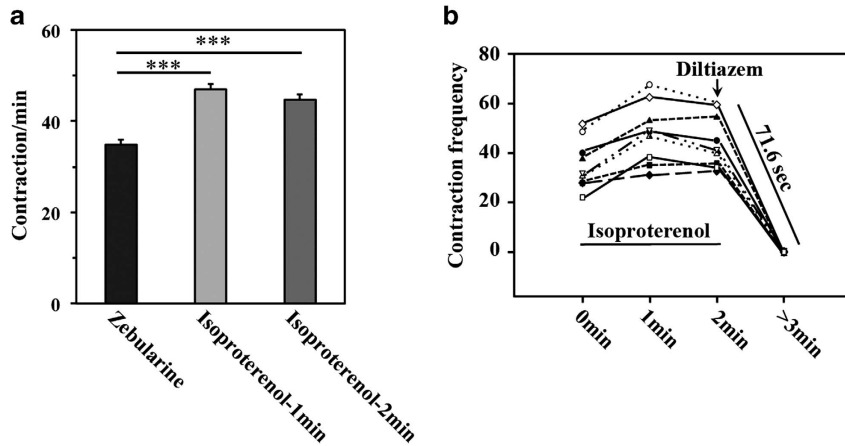 a
60
40
20
0
Contraction/min
***
***
Zebularine
Isoproterenol-1min
Isoproterenol-2min
b
80
60
40
20
0
Contraction frequency
Diltiazem
71.6 sec
Isoproterenol
0min
1min
2min
>3min